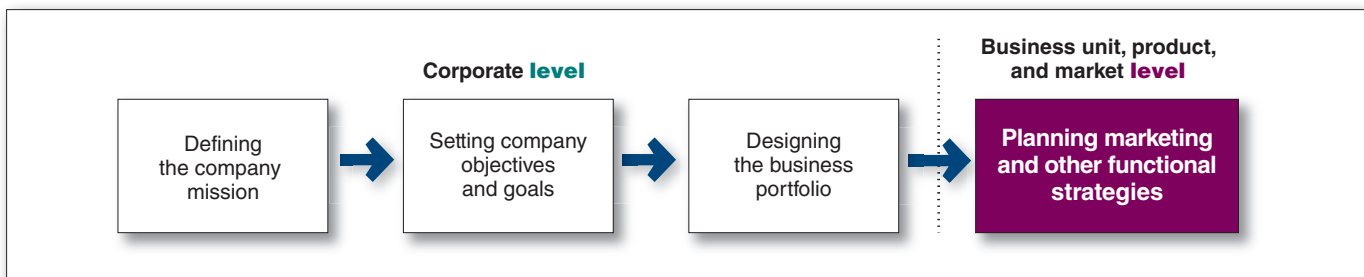 Corporate level
Business unit, product,
and market level
Defining
the company
mission
Setting company
objectives
and goals
Designing
the business
portfolio
Planning marketing
and other functional
strategies